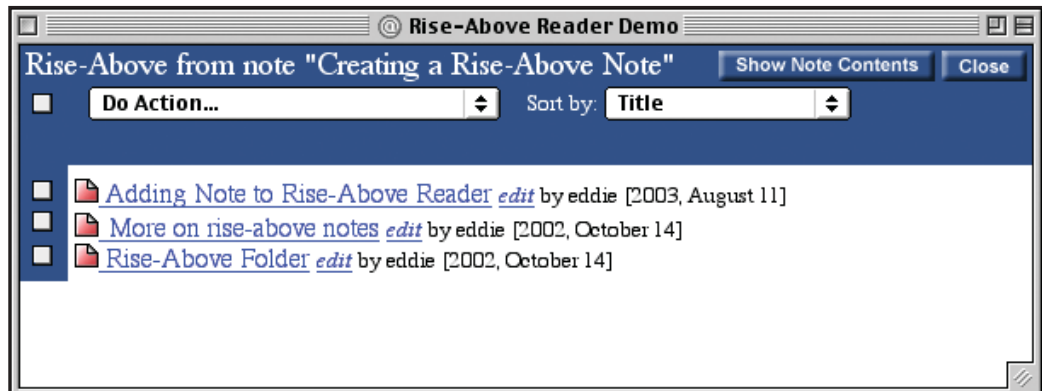 Rise-Above Reader Demo
Rise-Above from note "Creating a Rise-Above Note" Show Note Contents Close
Do Action... Sort by: Title
Adding Note to Rise-Above Reader edit by eddie [2003, August 11]
More on rise-above notes edit by eddie [2002, October 14]
Rise-Above Folder edit by eddie [2002, October 14]